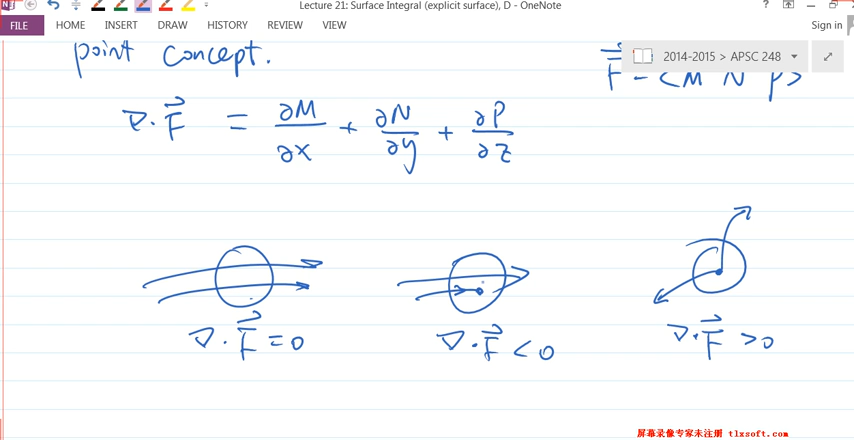 Lecture 21: Surface Integral (explicit surface), D - OneNote
FILE HOME INSERT DRAW HISTORY REVIEW VIEW Sign in
2014-2015 > APSC 248
point concept.
F⃗ = <M N P>
∇·F⃗ = ∂M/∂x + ∂N/∂y + ∂P/∂z
∇·F⃗ = 0 ∇·F⃗ < 0 ∇·F⃗ > 0
屏幕录像专家未注册 tlxsoft.com